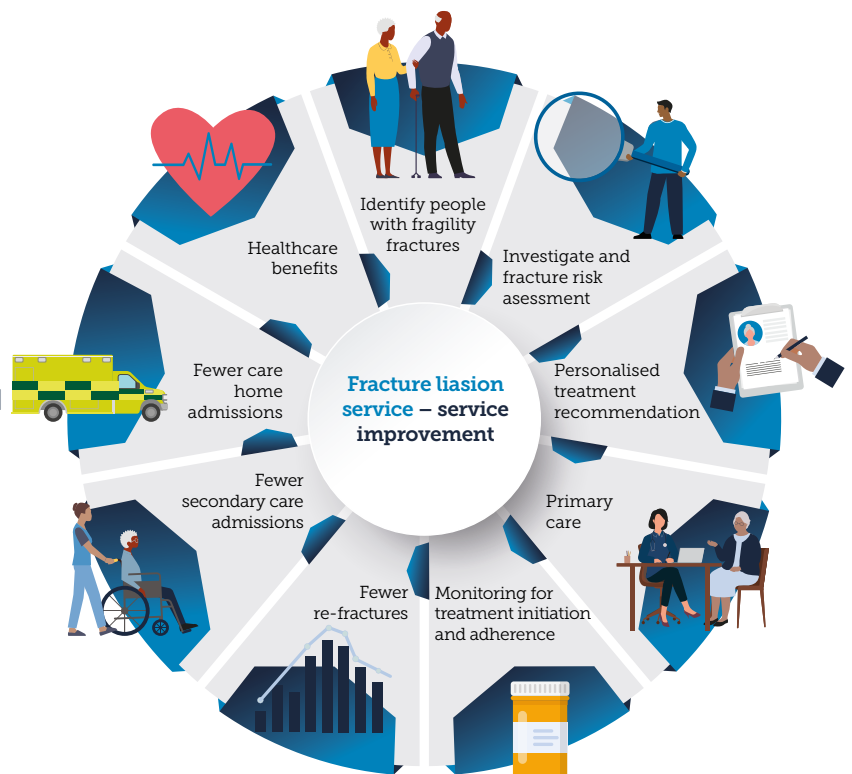 Identify people
with fragility
fractures
Investigate and
fracture risk
asessment
Personalised
treatment
recommendation
Primary
care
Monitoring for
treatment initiation
and adherence
Fewer
re-fractures
Fewer
secondary care
admissions
Fewer care
home
admissions
Healthcare
benefits
Fracture liasion
service – service
improvement